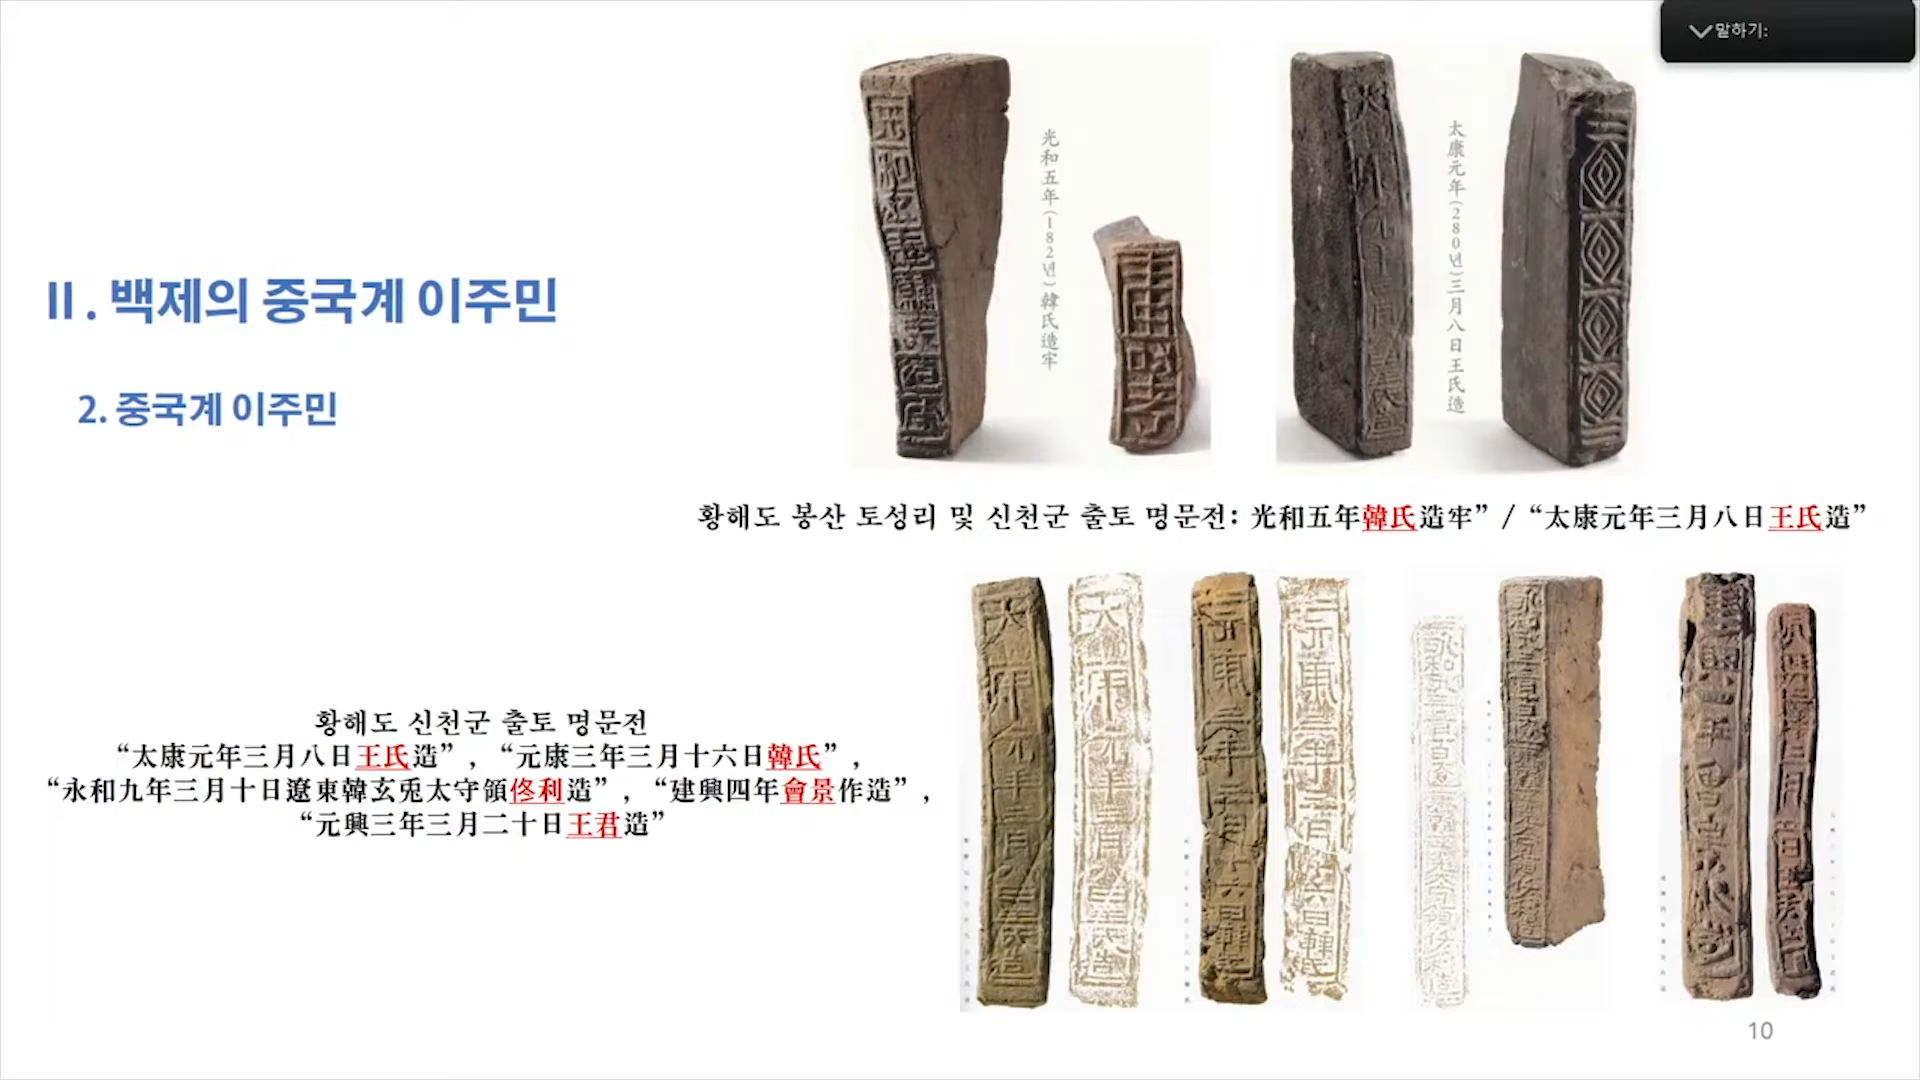 말하기:
II. 백제의 중국계 이주민
2. 중국계 이주민
光和五年(182년)韓氏造牢
太康元年(280년)三月八日王氏造
황해도 봉산 토성리 및 신천군 출토 명문전: 光和五年韓氏造牢” / “太康元年三月八日王氏造”
황해도 신천군 출토 명문전
“太康元年三月八日王氏造”, “元康三年三月十六日韓氏”,
“永和九年三月十日遼東韓玄兎太守領佟利造”, “建興四年會景作造”,
“元興三年三月二十日王君造”
10